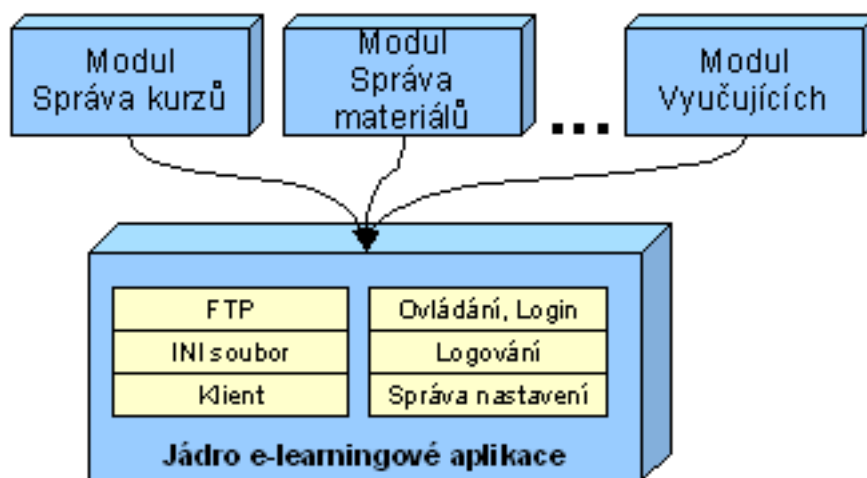 Modul
Správa kurzů
Modul
Správa
materiálů
...
Modul
Vyučujících
FTP
Ovládání, Login
INI soubor
Logování
Klient
Správa nastavení
Jádro e-learningové aplikace